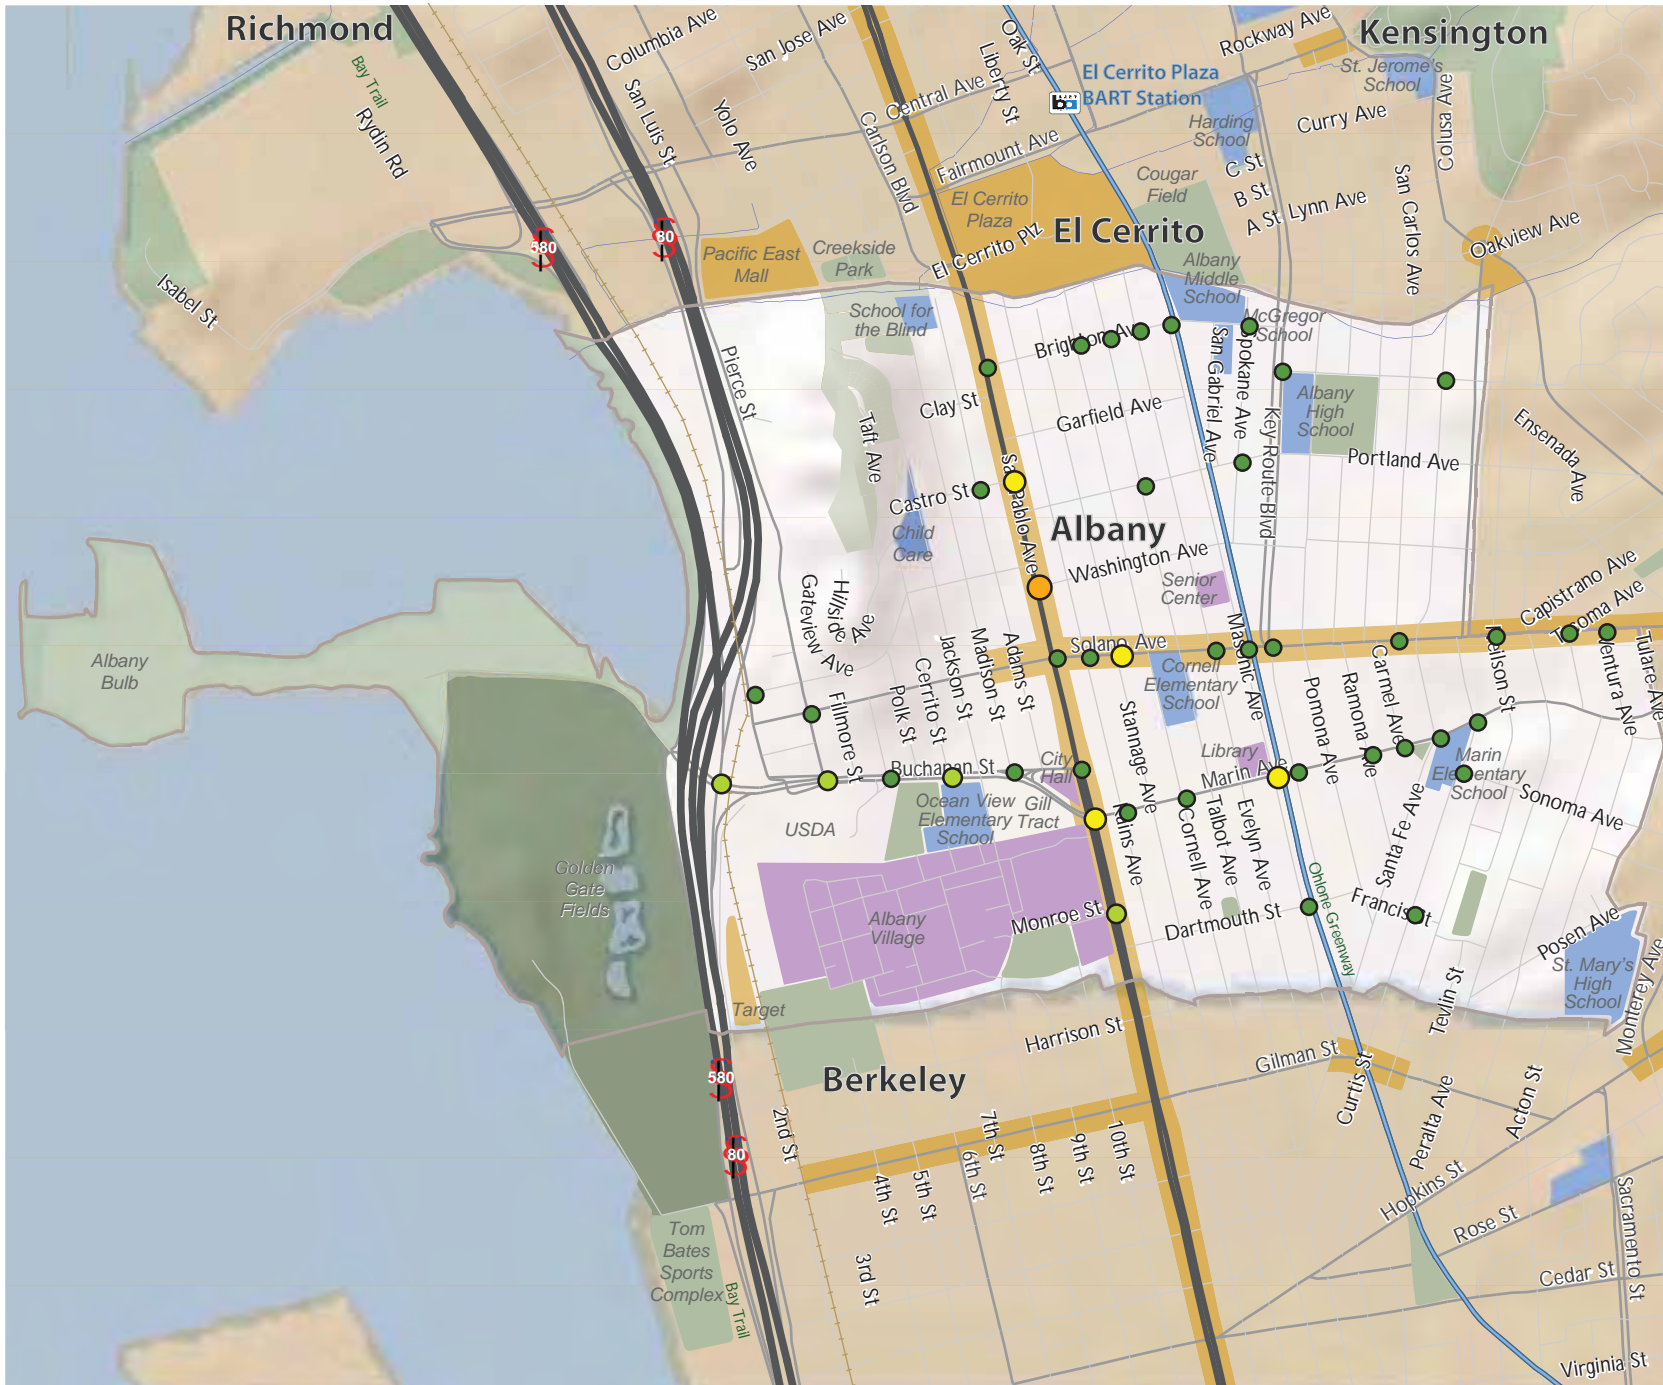 Richmond
Kensington
Columbia Ave
San Jose Ave
Oak St
Liberty St
Rockway Ave
St. Jerome's
School
El Cerrito Plaza
BART Station
Bay Trail
Rydin Rd
San Luis St
Yolo Ave
Central Ave
Carlson Blvd
Fairmount Ave
Harding
School
Curry Ave
Colusa Ave
C St
B St
A St
Lynn Ave
San Carlos Ave
Cougar
Field
El Cerrito
Plaza
El Cerrito Plz
El Cerrito
Oakview Ave
580
80
Pacific East
Mall
Creekside
Park
Albany
Middle
School
Isabel St
School for
the Blind
McGregor
School
Brighton Ave
San Gabriel Ave
Spokane Ave
Pierce St
Clay St
Garfield Ave
Albany
High
School
Key Route Blvd
Taft Ave
Portland Ave
Ensenada Ave
Castro St
San Pablo Ave
Child
Care
Albany
Washington Ave
Senior
Center
Capistrano Ave
Tacoma Ave
Gateview Ave
Hillside
Ave
Solano Ave
Masonic Ave
Neilson St
Ventura Ave
Tulare Ave
Albany
Bulb
Jackson St
Madison St
Adams St
Cerrito St
Polk St
Fillmore St
Cornell
Elementary
School
Pomona Ave
Ramona Ave
Carmel Ave
Stannage Ave
Library
Marin Ave
Buchanan St
City
Hall
Marin
Elementary
School
Sonoma Ave
Ocean View
Elementary
School
Gill
Tract
USDA
Kains Ave
Cornell Ave
Talbot Ave
Evelyn Ave
Santa Fe Ave
Golden
Gate
Fields
Albany
Village
Monroe St
Dartmouth St
Ohlone Greenway
Francis St
Posen Ave
St. Mary's
High
School
Monterey Ave
Target
Tevlin St
Harrison St
Gilman St
Curtis St
Peralta Ave
Acton St
580
Berkeley
80
2nd St
7th St
8th St
9th St
10th St
6th St
5th St
4th St
3rd St
Hopkins St
Rose St
Sacramento St
Cedar St
Virginia St
Tom
Bates
Sports
Complex
Bay Trail